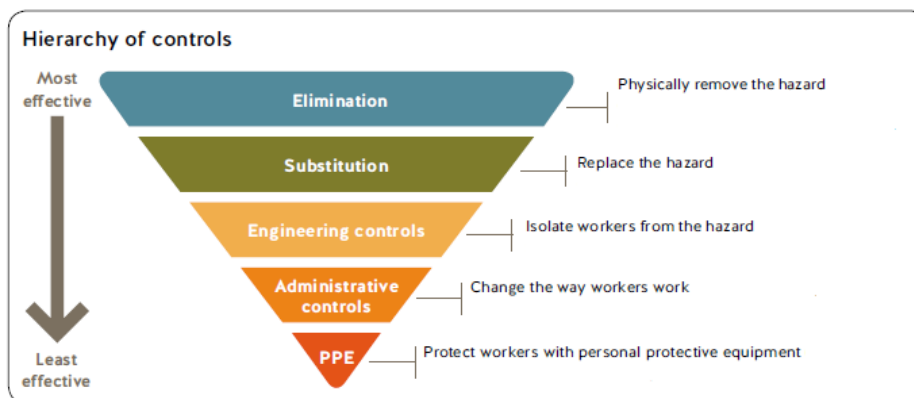 Hierarchy of controls
Most
effective
Elimination
Physically remove the hazard
Substitution
Replace the hazard
Engineering controls
Isolate workers from the hazard
Administrative
controls
Change the way workers work
PPE
Protect workers with personal protective equipment
Least
effective